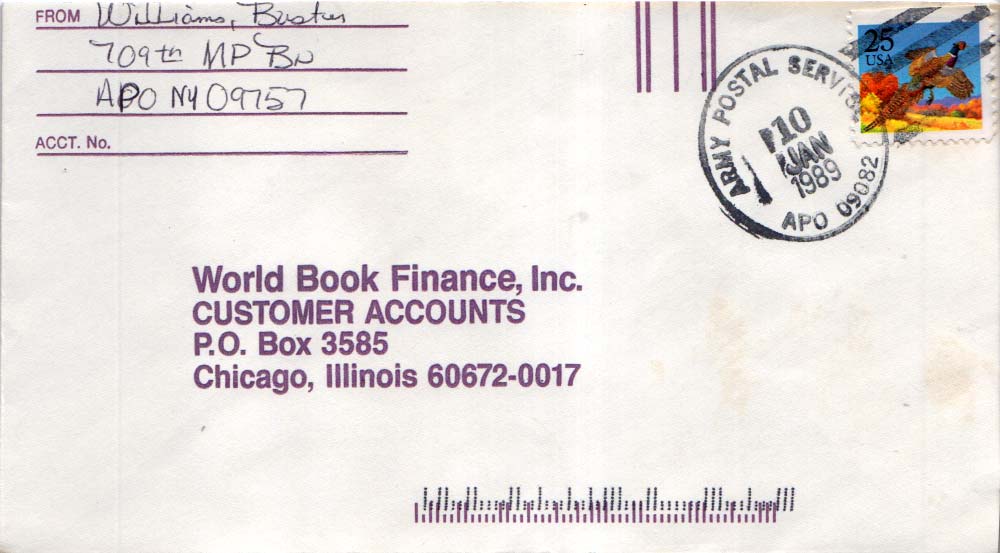 FROM Williams, Buster
709th MP BN
APO NY 09757
ACCT. No.
25
USA
ARMY POSTAL SERVICE
10
JAN
1989
APO 09082
World Book Finance, Inc.
CUSTOMER ACCOUNTS
P.O. Box 3585
Chicago, Illinois 60672-0017